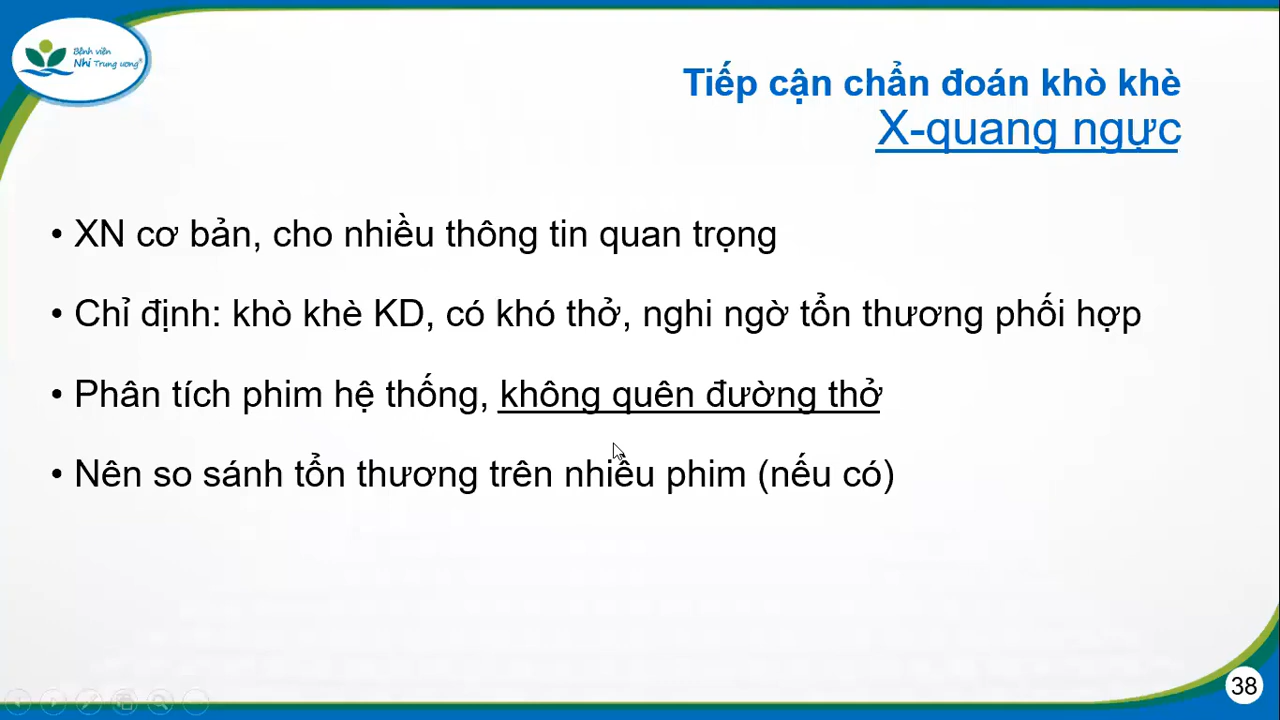 Bệnh viện
Nhi Trung ương®
Tiếp cận chẩn đoán khò khè
X-quang ngực
• XN cơ bản, cho nhiều thông tin quan trọng
• Chỉ định: khò khè KD, có khó thở, nghi ngờ tổn thương phối hợp
• Phân tích phim hệ thống, không quên đường thở
• Nên so sánh tổn thương trên nhiều phim (nếu có)
38